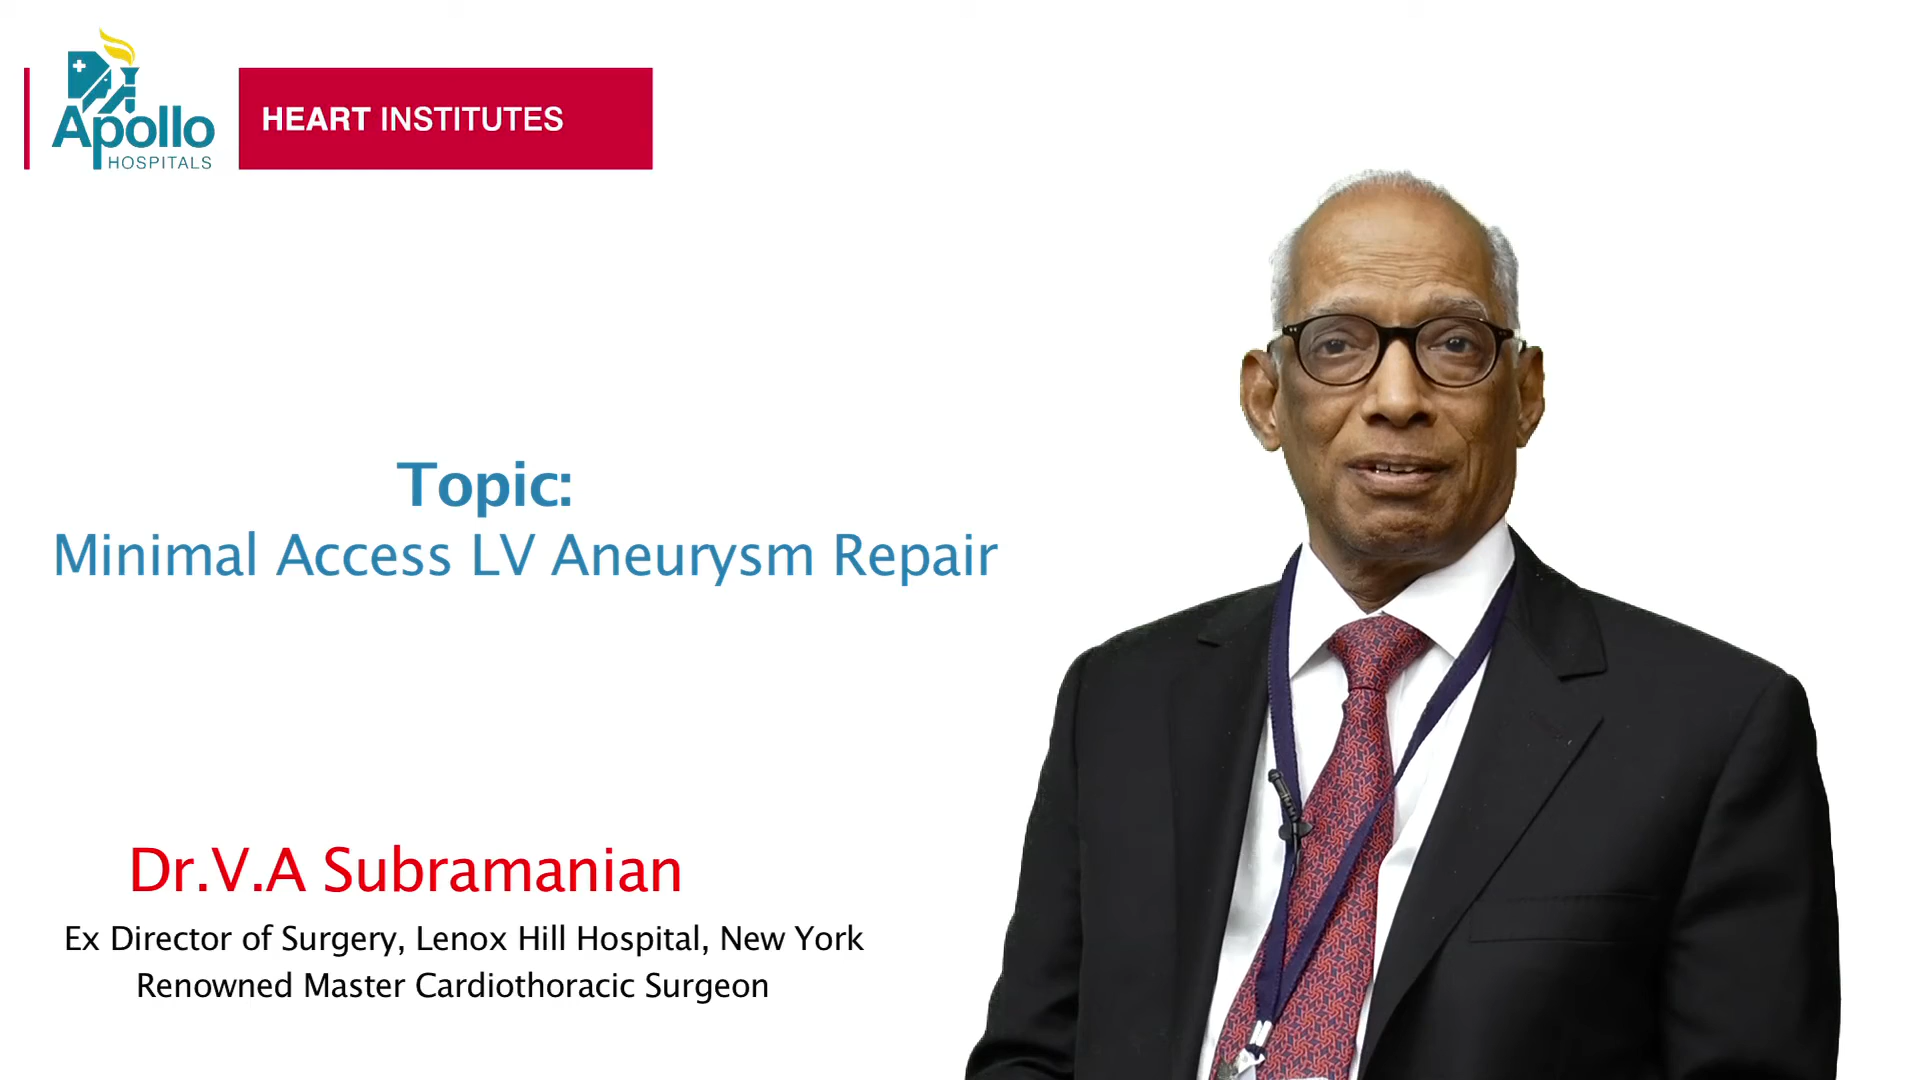 Apollo
HOSPITALS
HEART INSTITUTES
Topic:
Minimal Access LV Aneurysm Repair
Dr.V.A Subramanian
Ex Director of Surgery, Lenox Hill Hospital, New York
Renowned Master Cardiothoracic Surgeon